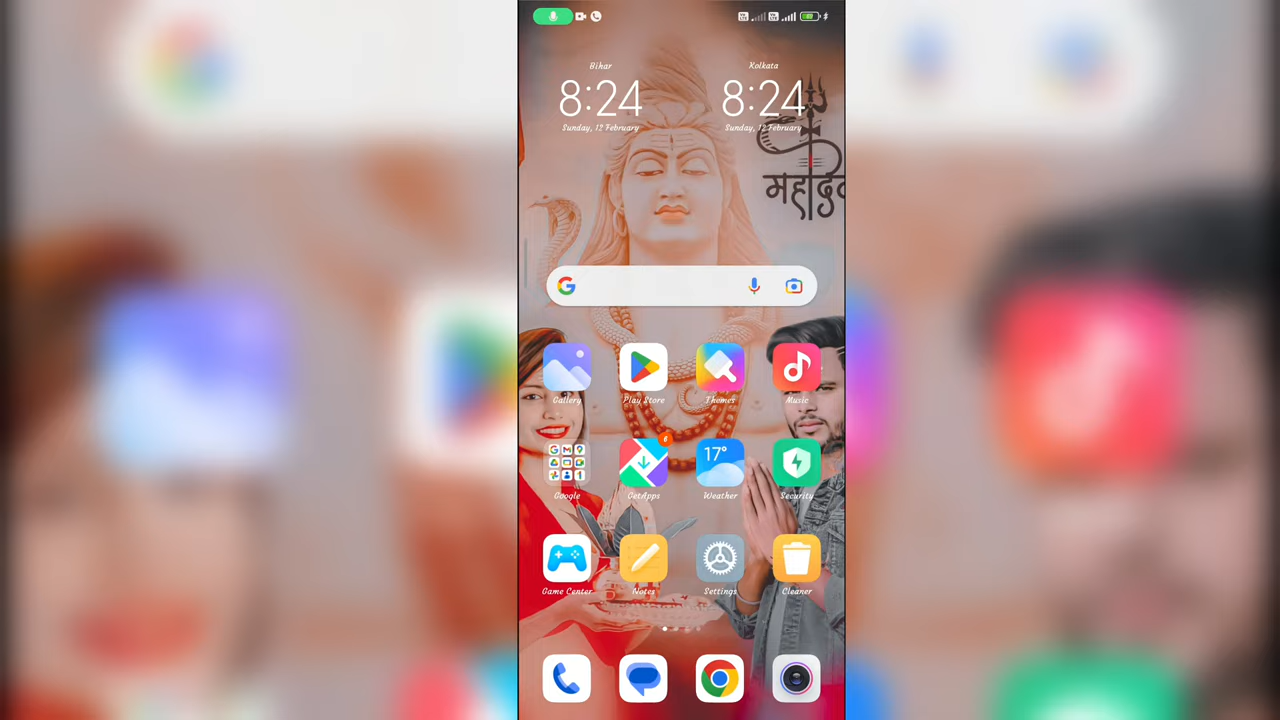 Bihar
Kolkata
8:24
8:24
Sunday, 12 February
Sunday, 12 February
महादेव
Gallery
Play Store
Themes
Music
6
17°
Google
GetApps
Weather
Security
Game Center
Notes
Settings
Cleaner